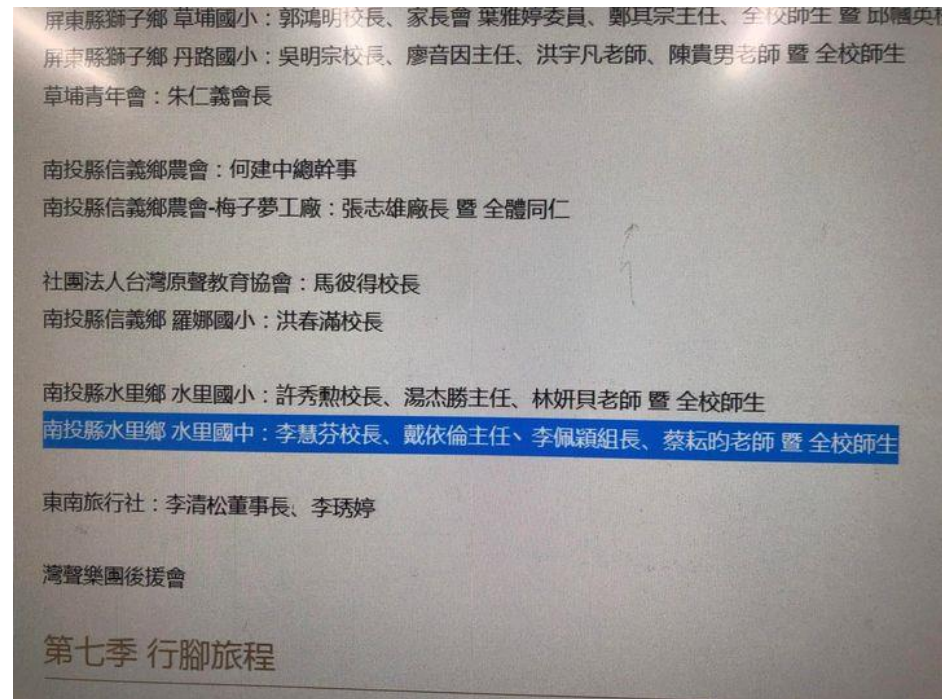 屏東縣獅子鄉 草埔國小：郭鴻明校長、家長會 葉雅婷委員、鄭其宗主任、全校師生 暨 邱
屏東縣獅子鄉 丹路國小：吳明宗校長、廖音因主任、洪宇凡老師、陳貴男老師 暨 全校師生
草埔青年會：朱仁義會長
南投縣信義鄉農會：何建中總幹事
南投縣信義鄉農會-梅子夢工廠：張志雄廠長 暨 全體同仁
社團法人台灣原聲教育協會：馬彼得校長
南投縣信義鄉 羅娜國小：洪春滿校長
南投縣水里鄉 水里國小：許秀勲校長、湯杰勝主任、林妍貝老師 暨 全校師生
南投縣水里鄉 水里國中：李慧芬校長、戴依倫主任、李佩穎組長、蔡耘昀老師 暨 全校師生
東南旅行社：李清松董事長、李琇婷
灣聲樂團後援會
第七季 行腳旅程